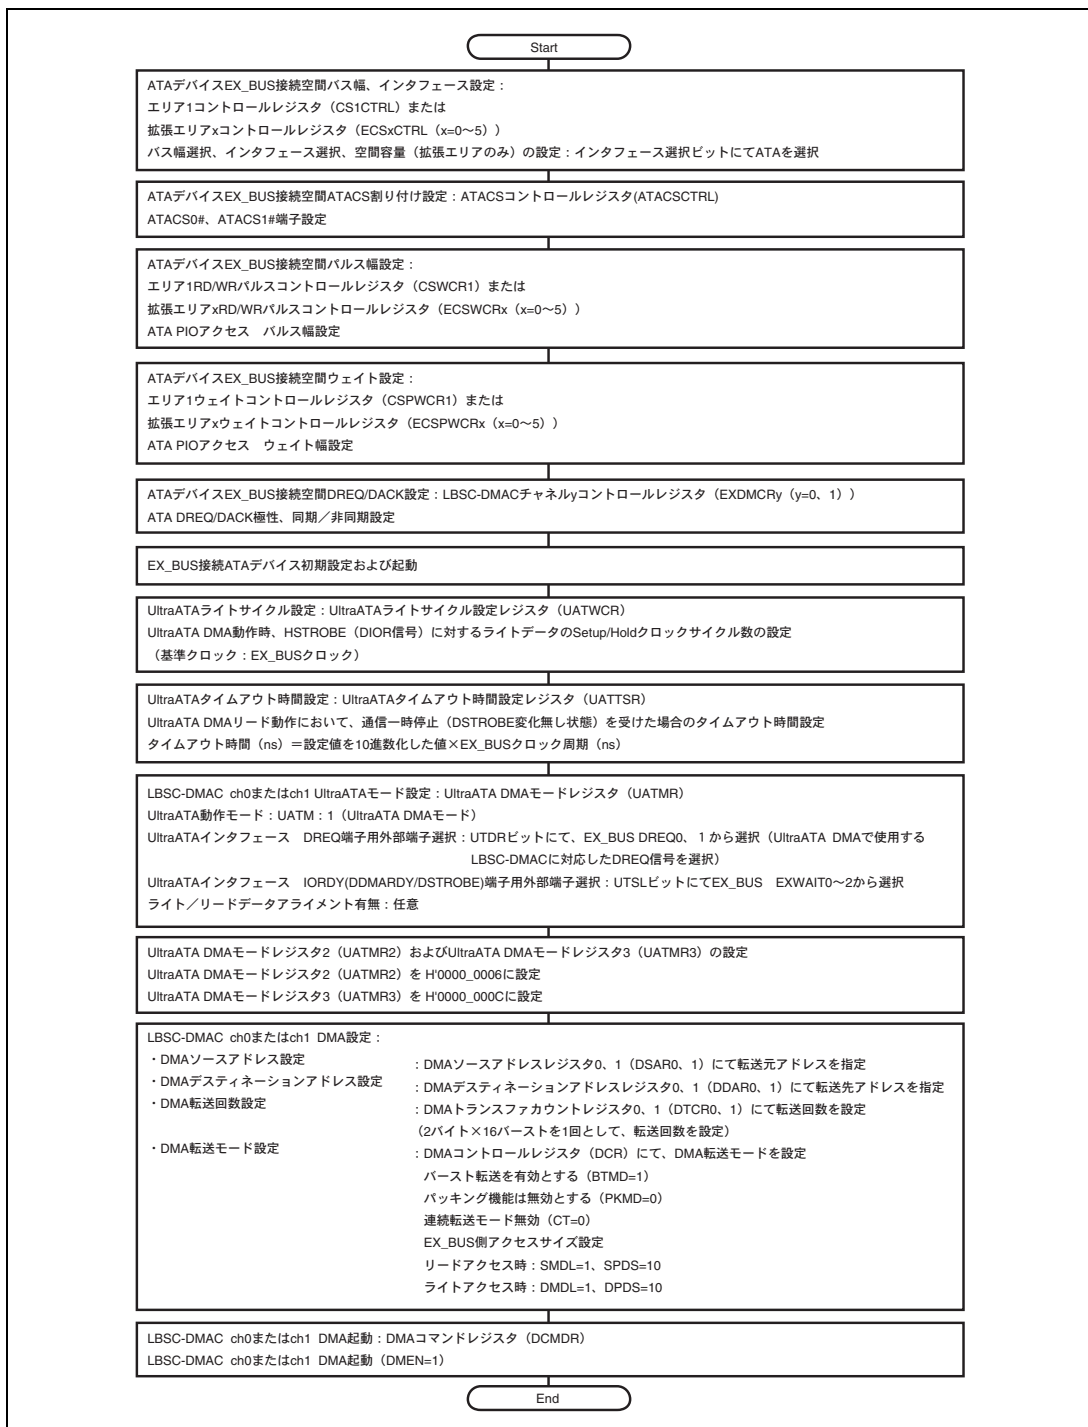 Start
ATAデバイスEX_BUS接続空間バス幅、インタフェース設定：
エリア1コントロールレジスタ（CS1CTRL）または
拡張エリアxコントロールレジスタ（ECSxCTRL（x=0～5））
バス幅選択、インタフェース選択、空間容量（拡張エリアのみ）の設定：インタフェース選択ビットにてATAを選択
ATAデバイスEX_BUS接続空間ATACS割り付け設定：ATACSコントロールレジスタ(ATACSCTRL)
ATACS0#、ATACS1#端子設定
ATAデバイスEX_BUS接続空間パルス幅設定：
エリア1RD/WRパルスコントロールレジスタ（CSWCR1）または
拡張エリアxRD/WRパルスコントロールレジスタ（ECSWCRx（x=0～5））
ATA PIOアクセス　パルス幅設定
ATAデバイスEX_BUS接続空間ウェイト設定：
エリア1ウェイトコントロールレジスタ（CSPWCR1）または
拡張エリアxウェイトコントロールレジスタ（ECSPWCRx（x=0～5））
ATA PIOアクセス　ウェイト幅設定
ATAデバイスEX_BUS接続空間DREQ/DACK設定：LBSC-DMACチャネルyコントロールレジスタ（EXDMCRy（y=0、1））
ATA DREQ/DACK極性、同期／非同期設定
EX_BUS接続ATAデバイス初期設定および起動
UltraATAライトサイクル設定：UltraATAライトサイクル設定レジスタ（UATWCR）
UltraATA DMA動作時、HSTROBE（DIOR信号）に対するライトデータのSetup/Holdクロックサイクル数の設定
（基準クロック：EX_BUSクロック）
UltraATAタイムアウト時間設定：UltraATAタイムアウト時間設定レジスタ（UATTSR）
UltraATA DMAリード動作において、通信一時停止（DSTROBE変化無し状態）を受けた場合のタイムアウト時間設定
タイムアウト時間（ns）＝設定値を10進数化した値×EX_BUSクロック周期（ns）
LBSC-DMAC ch0またはch1 UltraATAモード設定：UltraATA DMAモードレジスタ（UATMR）
UltraATA動作モード：UATM：1（UltraATA DMAモード）
UltraATAインタフェース　DREQ端子用外部端子選択：UTDRビットにて、EX_BUS DREQ0、1から選択（UltraATA DMAで使用する
LBSC-DMACに対応したDREQ信号を選択）
UltraATAインタフェース　IORDY(DDMARDY/DSTROBE)端子用外部端子選択：UTSLビットにてEX_BUS　EXWAIT0～2から選択
ライト／リードデータアライメント有無：任意
UltraATA DMAモードレジスタ2（UATMR2）およびUltraATA DMAモードレジスタ3（UATMR3）の設定
UltraATA DMAモードレジスタ2（UATMR2）を H'0000_0006に設定
UltraATA DMAモードレジスタ3（UATMR3）を H'0000_000Cに設定
LBSC-DMAC ch0またはch1 DMA設定：
・DMAソースアドレス設定　：DMAソースアドレスレジスタ0、1（DSAR0、1）にて転送元アドレスを指定
・DMAデスティネーションアドレス設定　：DMAデスティネーションアドレスレジスタ0、1（DDAR0、1）にて転送先アドレスを指定
・DMA転送回数設定　：DMAトランスファカウントレジスタ0、1（DTCR0、1）にて転送回数を設定
（2バイト×16バーストを1回として、転送回数を設定）
・DMA転送モード設定　：DMAコントロールレジスタ（DCR）にて、DMA転送モードを設定
バースト転送を有効とする（BTMD=1）
パッキング機能は無効とする（PKMD=0）
連続転送モード無効（CT=0）
EX_BUS側アクセスサイズ設定
リードアクセス時：SMDL=1、SPDS=10
ライトアクセス時：DMDL=1、DPDS=10
LBSC-DMAC ch0またはch1 DMA起動：DMAコマンドレジスタ（DCMDR）
LBSC-DMAC ch0またはch1 DMA起動（DMEN=1）
End